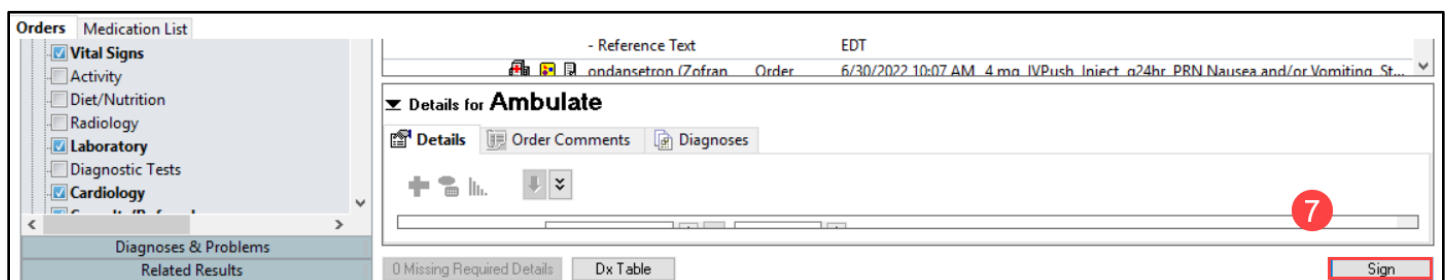 Orders Medication List
Vital Signs
Activity
Diet/Nutrition
Radiology
Laboratory
Diagnostic Tests
Cardiology
Diagnoses & Problems
Related Results
- Reference Text EDT
ondansetron (Zofran Order 6/30/2022 10:07 AM 4 mg, IVPush, Inject, q24hr, PRN Nausea and/or Vomiting, St...
Details for Ambulate
Details Order Comments Diagnoses
7
0 Missing Required Details Dx Table Sign